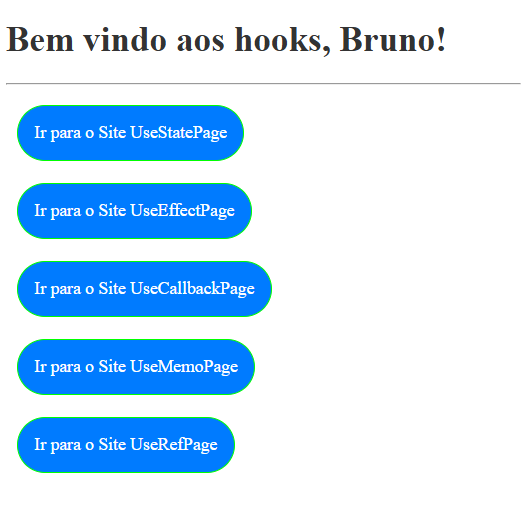 Bem vindo aos hooks, Bruno!
Ir para o Site UseStatePage
Ir para o Site UseEffectPage
Ir para o Site UseCallbackPage
Ir para o Site UseMemoPage
Ir para o Site UseRefPage